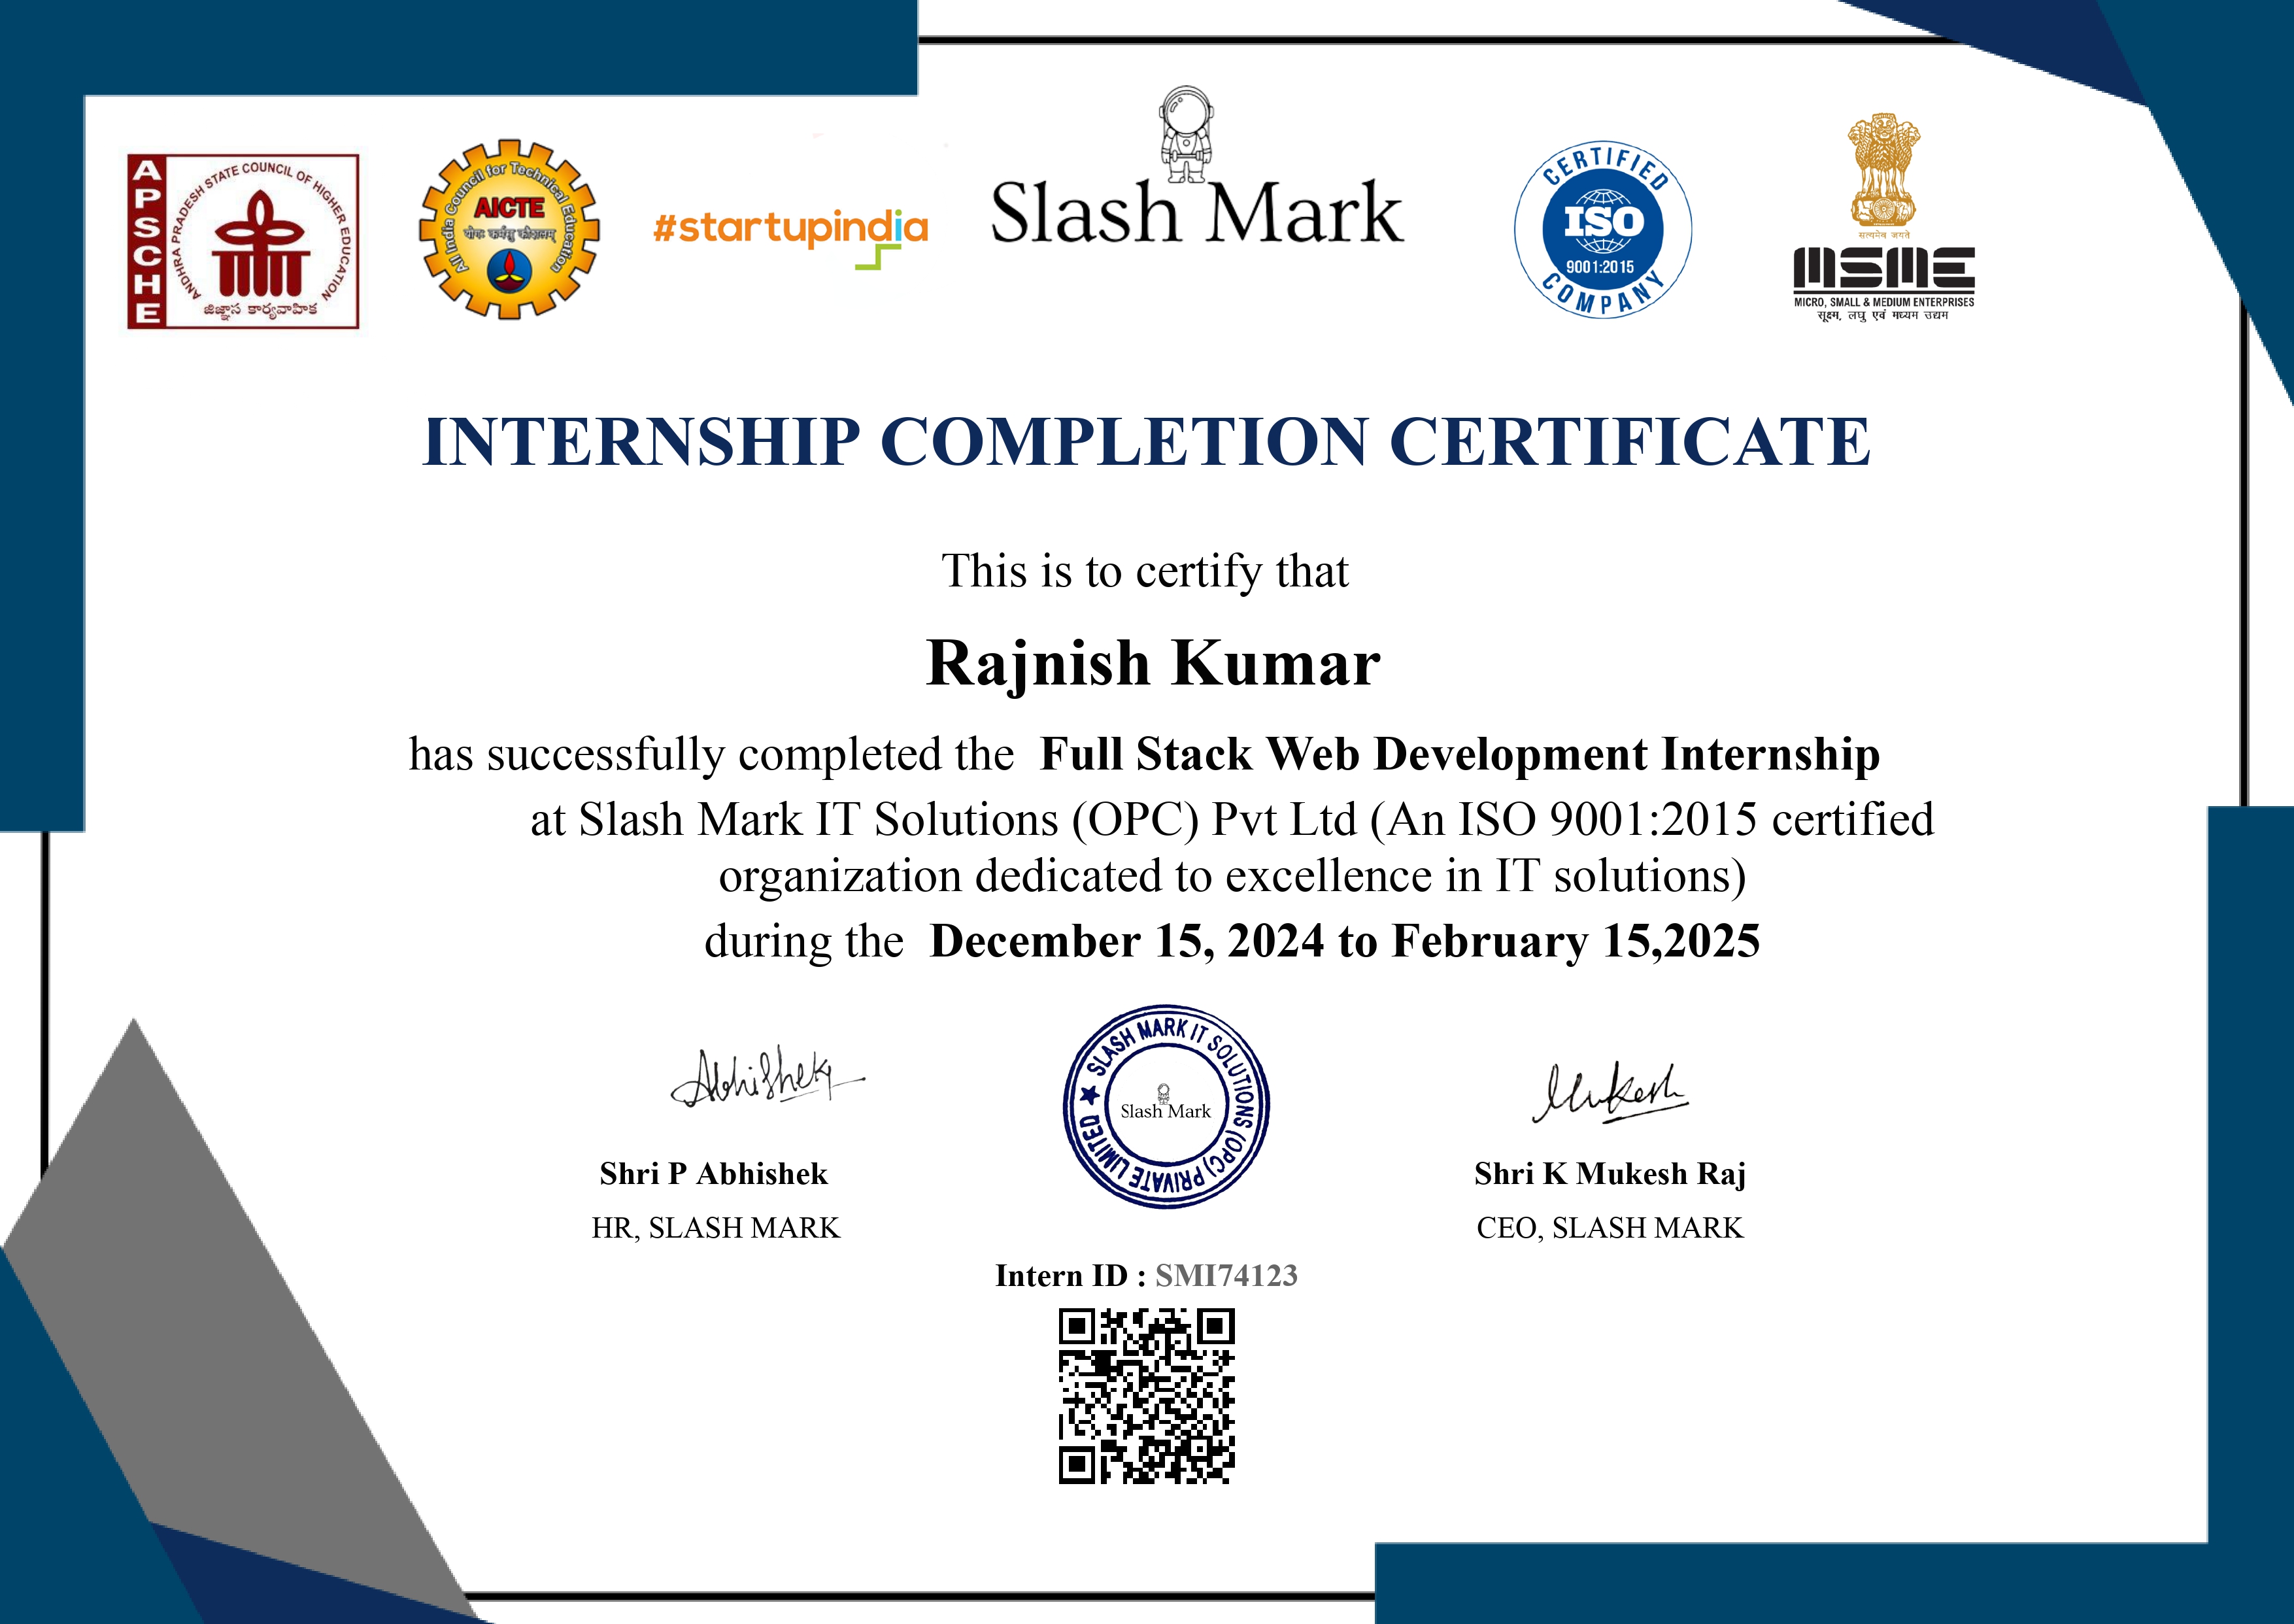 APSCHE
ANDHRA PRADESH STATE COUNCIL OF HIGHER EDUCATION
జిజ్ఞాస కార్యవాహిక
All India Council for Technical Education
AICTE
योगः कर्मसु कौशलम्
#startupindia
Slash Mark
CERTIFIED
ISO
9001:2015
COMPANY
सत्यमेव जयते
MSME
MICRO, SMALL & MEDIUM ENTERPRISES
सूक्ष्म, लघु एवं मध्यम उद्यम
INTERNSHIP COMPLETION CERTIFICATE
This is to certify that
Rajnish Kumar
has successfully completed the Full Stack Web Development Internship
at Slash Mark IT Solutions (OPC) Pvt Ltd (An ISO 9001:2015 certified
organization dedicated to excellence in IT solutions)
during the December 15, 2024 to February 15,2025
Abhishek
SLASH MARK IT SOLUTIONS (OPC) PRIVATE LIMITED
Slash Mark
Mukesh
Shri P Abhishek
Shri K Mukesh Raj
HR, SLASH MARK
CEO, SLASH MARK
Intern ID : SMI74123